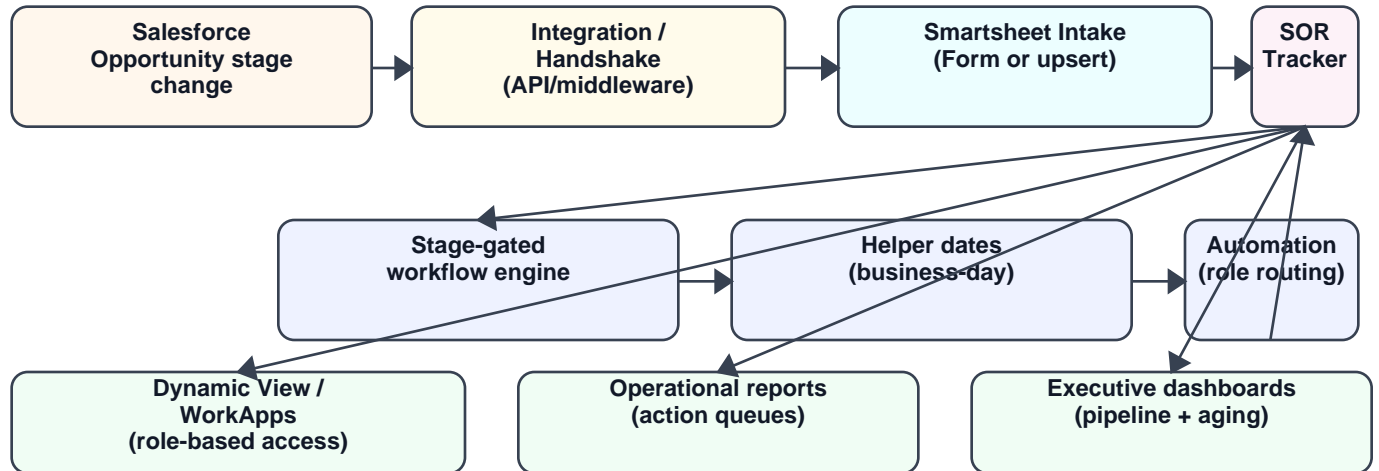 Salesforce
Opportunity stage
change
Integration /
Handshake
(API/middleware)
Smartsheet Intake
(Form or upsert)
SOR
Tracker
Stage-gated
workflow engine
Helper dates
(business-day)
Automation
(role routing)
Dynamic View /
WorkApps
(role-based access)
Operational reports
(action queues)
Executive dashboards
(pipeline + aging)